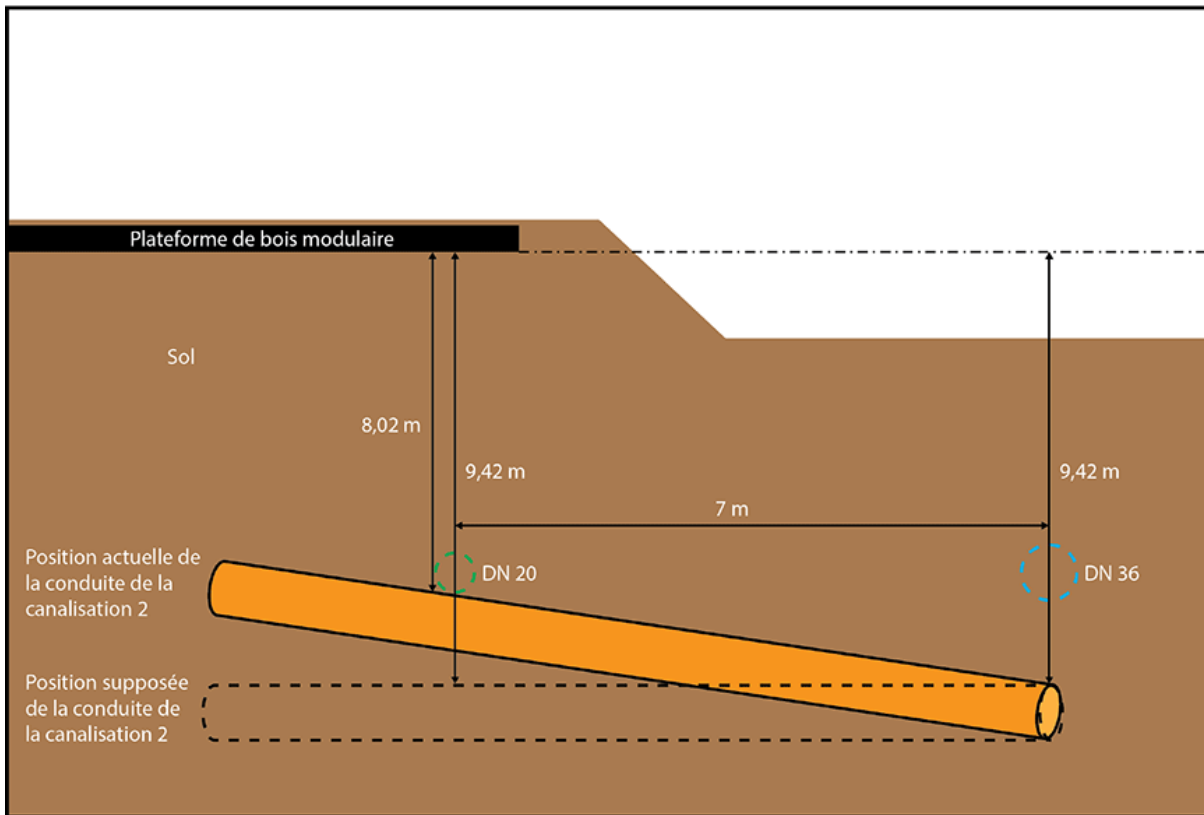 Plateforme de bois modulaire
Sol
8,02 m
9,42 m
9,42 m
7 m
Position actuelle de
la conduite de la
canalisation 2
DN 20
DN 36
Position supposée
de la conduite de
la canalisation 2